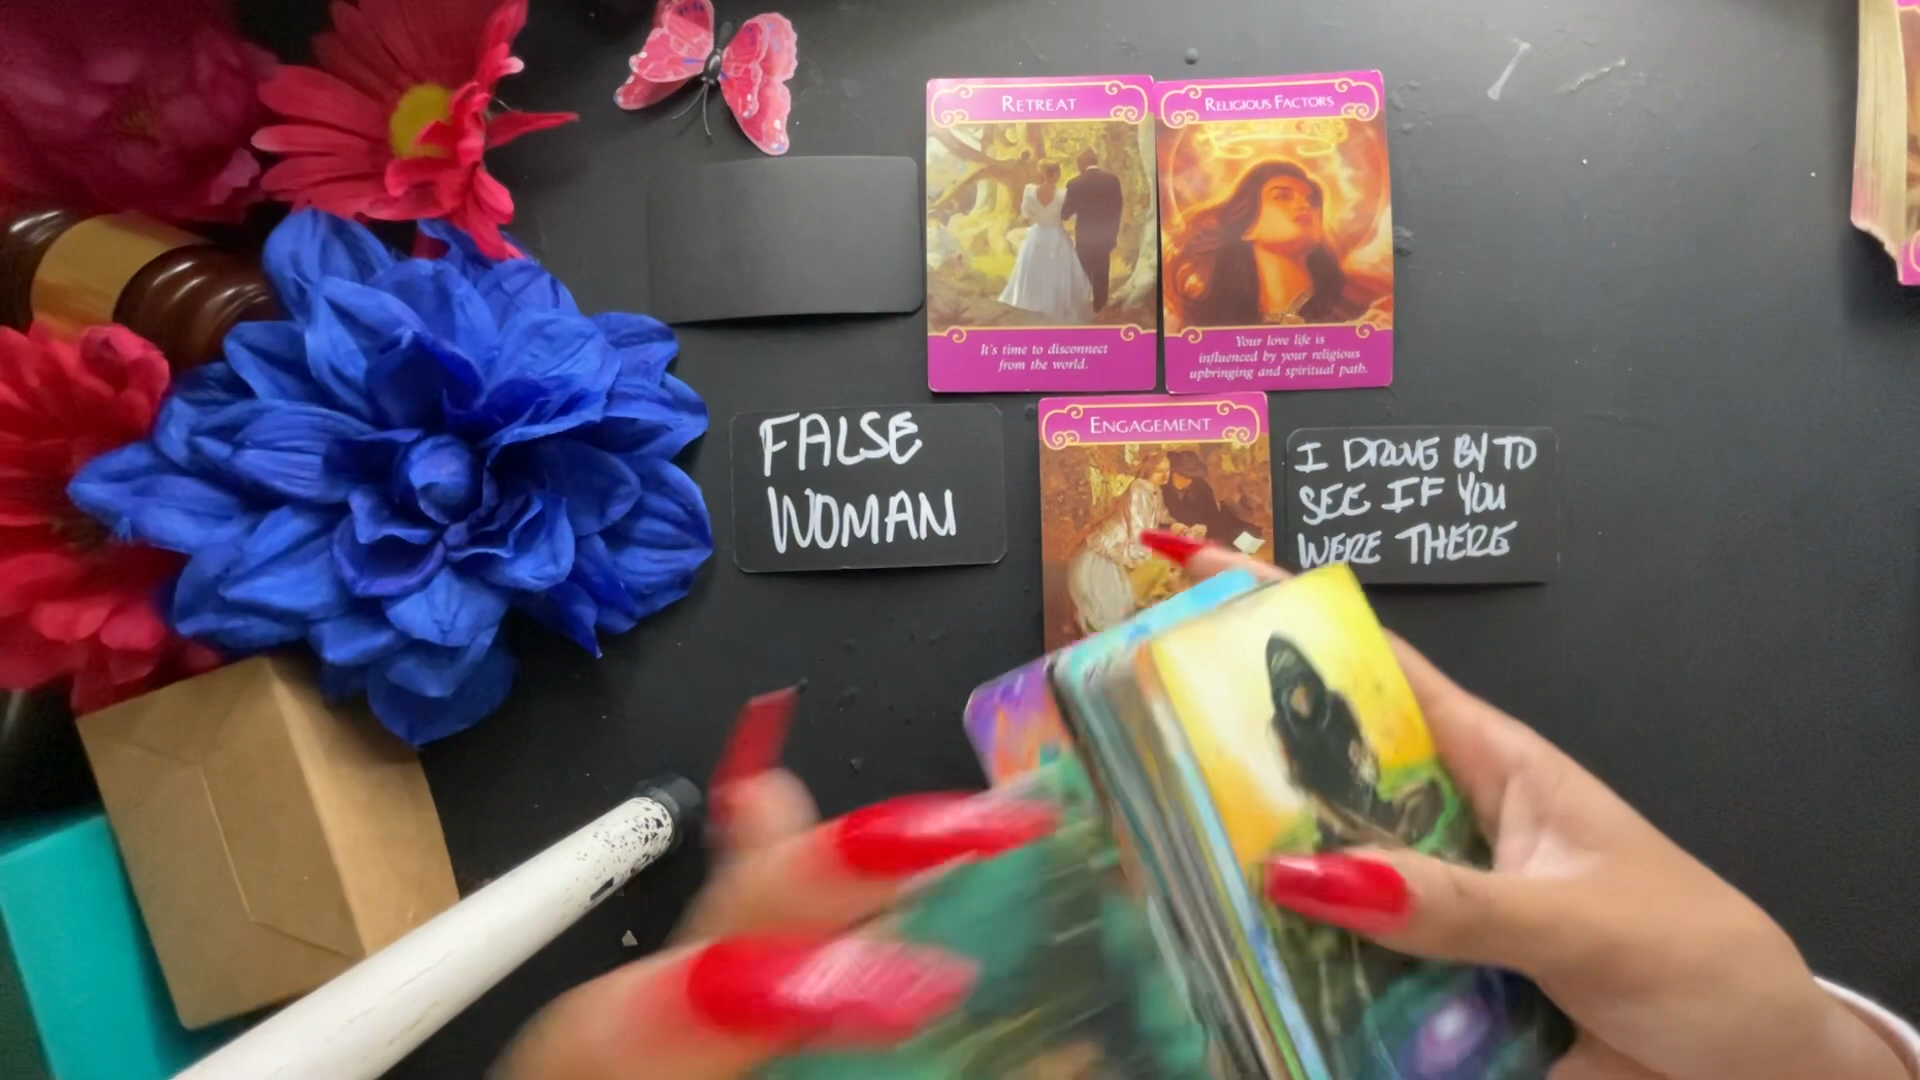 RETREAT
It's time to disconnect
from the world.
RELIGIOUS FACTORS
Your love life is
influenced by your religious
upbringing and spiritual path.
FALSE
WOMAN
ENGAGEMENT
I DROVE BY TO
SEE IF YOU
WERE THERE